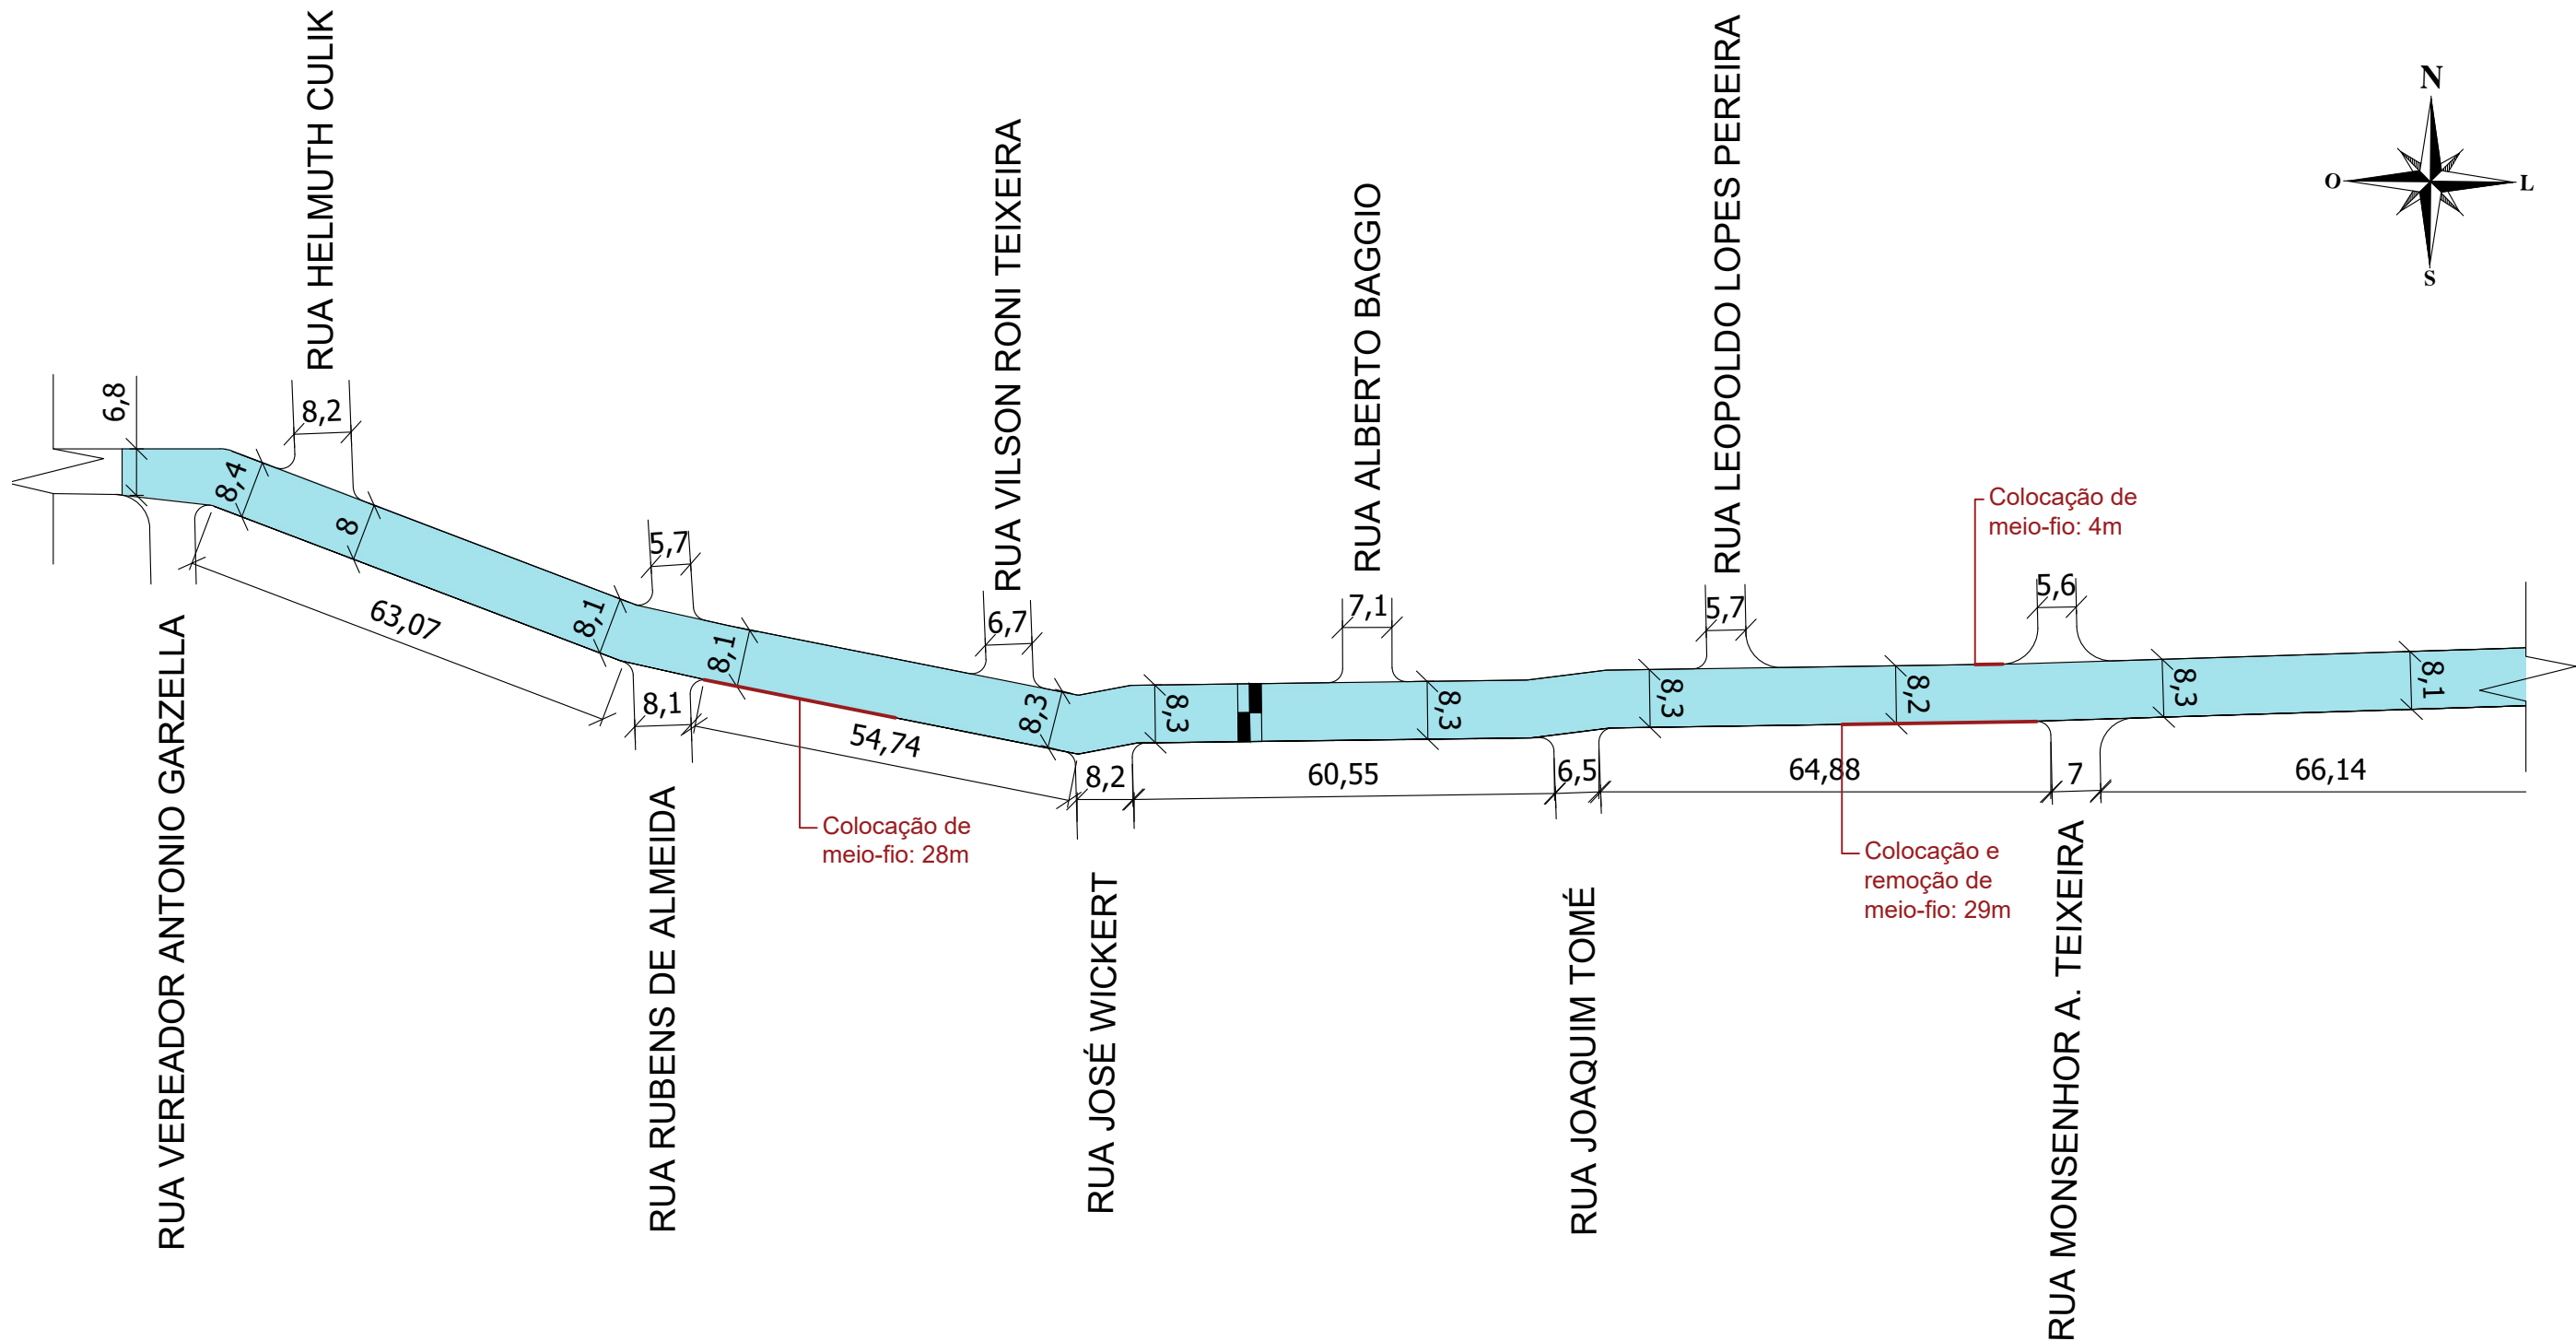 RUA HELMUTH CULIK
RUA VILSON RONI TEIXEIRA
RUA ALBERTO BAGGIO
RUA LEOPOLDO LOPES PEREIRA
N
O
L
S
6,8
8,2
8,4
8
5,7
8,1
8,1
6,7
8,3
7,1
8,3
8,3
5,7
8,3
8,2
Colocação de
meio-fio: 4m
5,6
8,3
8,1
63,07
8,1
54,74
8,2
60,55
6,5
64,88
7
66,14
Colocação de
meio-fio: 28m
Colocação e
remoção de
meio-fio: 29m
RUA VEREADOR ANTONIO GARZELLA
RUA RUBENS DE ALMEIDA
RUA JOSÉ WICKERT
RUA JOAQUIM TOMÉ
RUA MONSENHOR A. TEIXEIRA